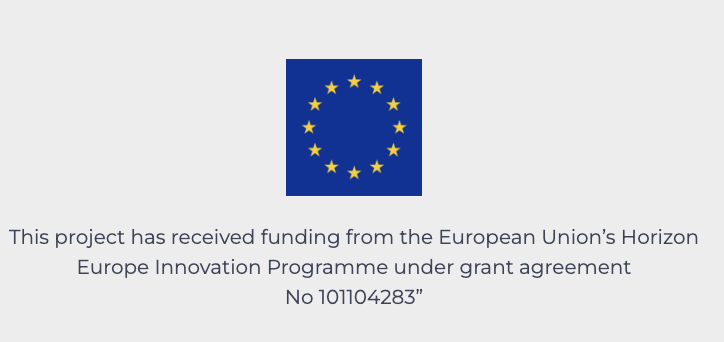 This project has received funding from the European Union’s Horizon
Europe Innovation Programme under grant agreement
No 101104283”